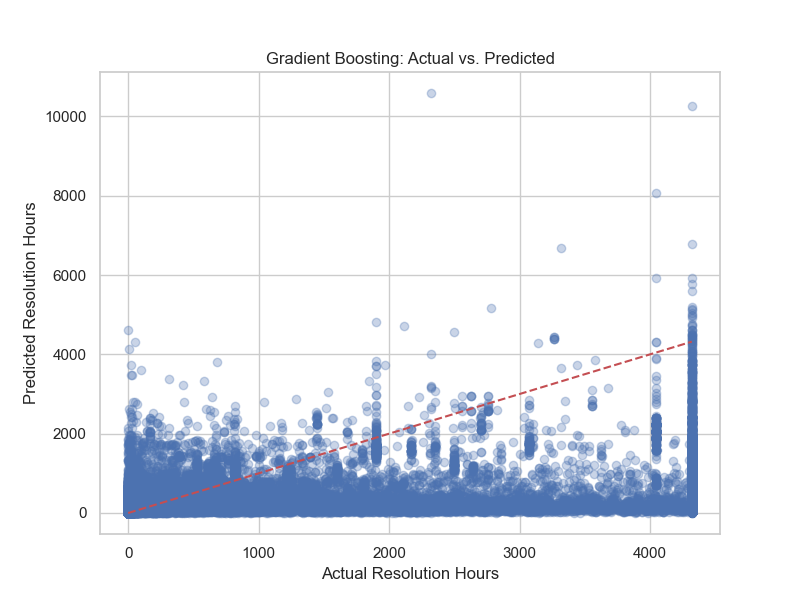 Gradient Boosting: Actual vs. Predicted
10000
8000
6000
4000
2000
0
Predicted Resolution Hours
0 1000 2000 3000 4000
Actual Resolution Hours